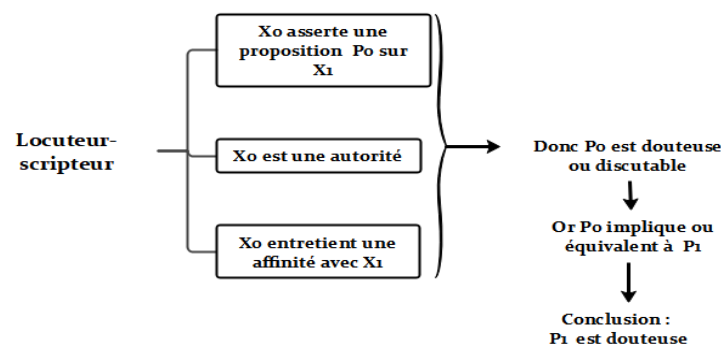 Locuteur-
scripteur
Xo asserte une
proposition Po sur
X1
Xo est une autorité
Xo entretient une
affinité avec X1
Donc Po est douteuse
ou discutable
Or Po implique ou
équivalent à P1
Conclusion :
P1 est douteuse